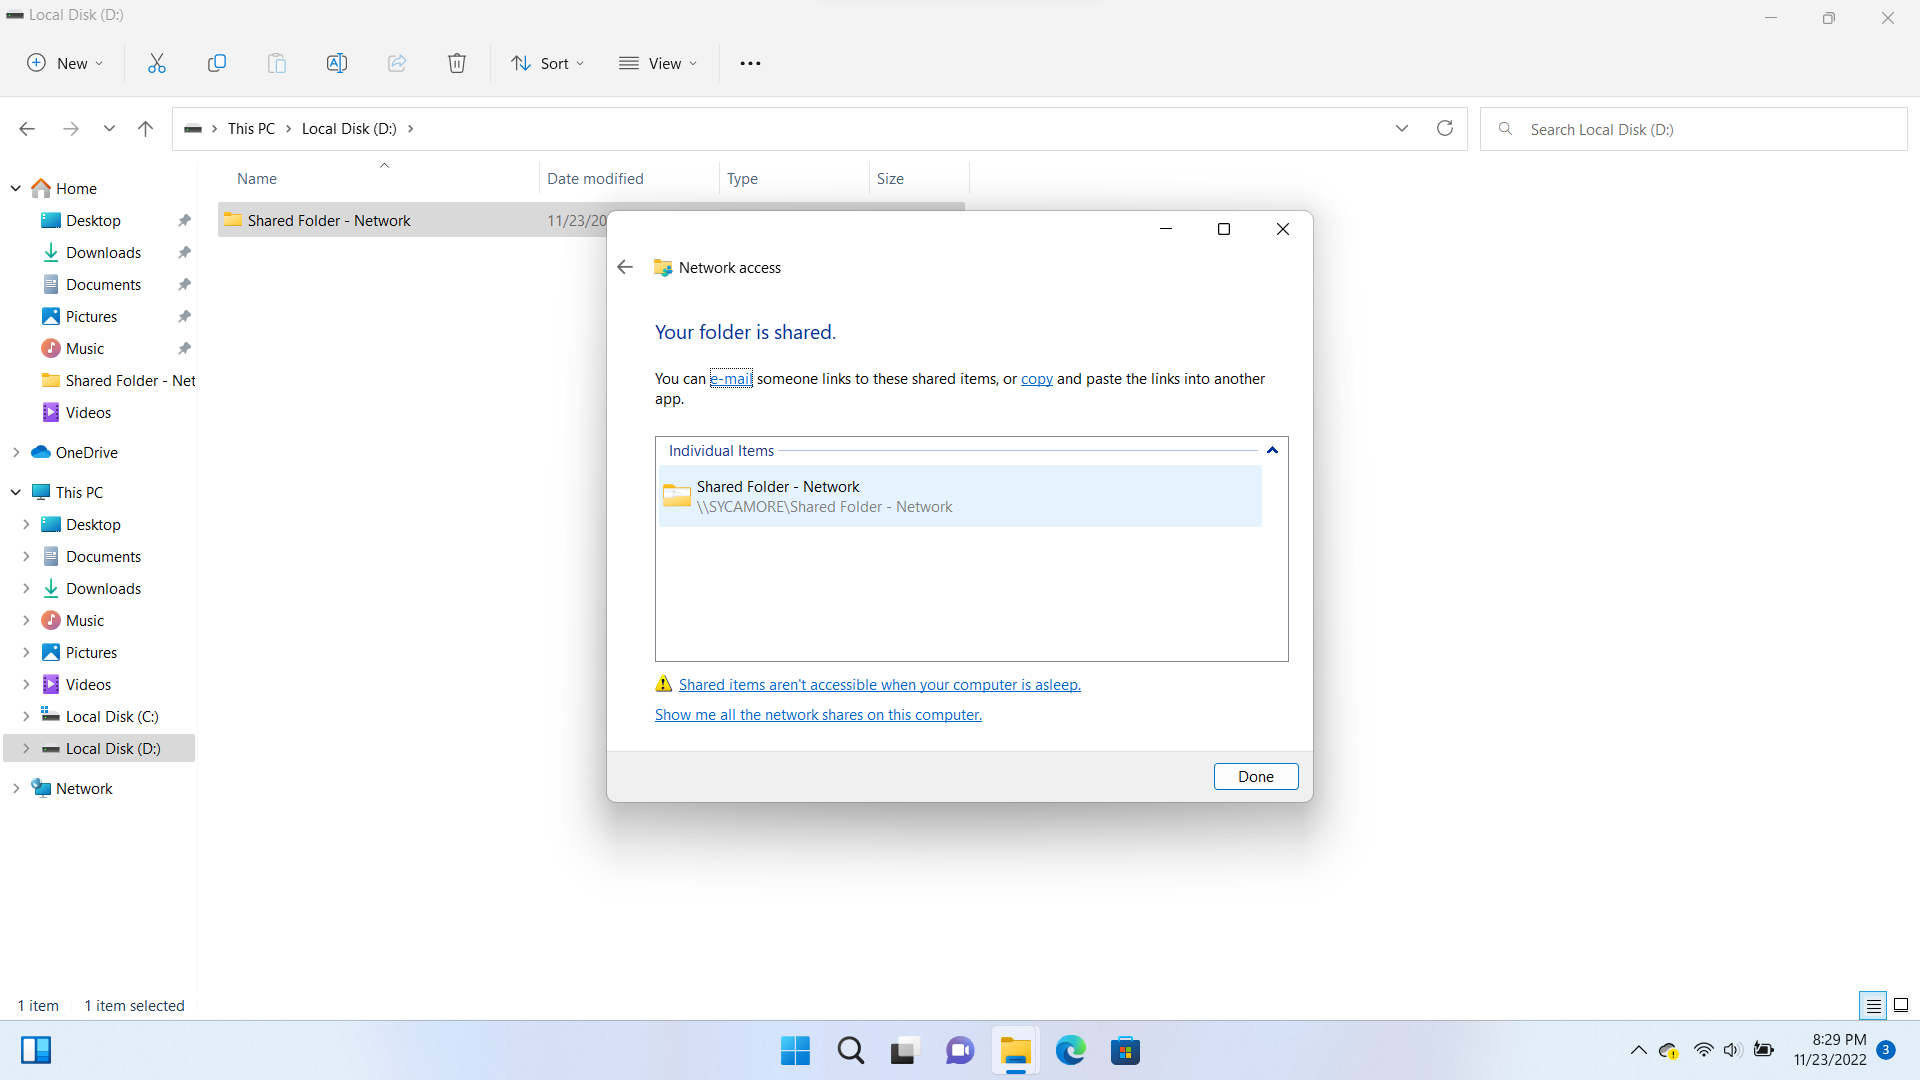 Local Disk (D:)
New
Sort
View
This PC
Local Disk (D:)
Search Local Disk (D:)
Name
Date modified
Type
Size
Shared Folder - Network
11/23/20
Home
Desktop
Downloads
Documents
Pictures
Music
Shared Folder - Net
Videos
OneDrive
This PC
Desktop
Documents
Downloads
Music
Pictures
Videos
Local Disk (C:)
Local Disk (D:)
Network
Network access
Your folder is shared.
You can e-mail someone links to these shared items, or copy and paste the links into another
app.
Individual Items
Shared Folder - Network
\\SYCAMORE\Shared Folder - Network
Shared items aren't accessible when your computer is asleep.
Show me all the network shares on this computer.
Done
1 item
1 item selected
8:29 PM
11/23/2022
3